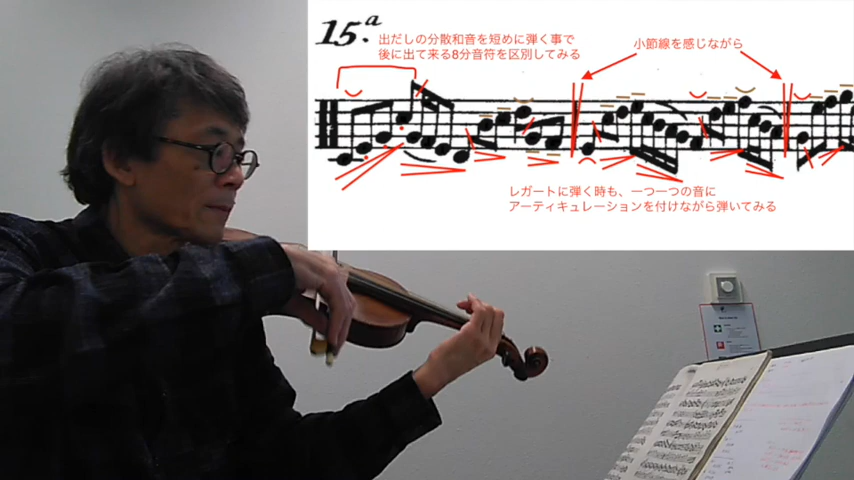 15.a
出だしの分散和音を短めに弾く事で
後に出て来る8分音符を区別してみる
小節線を感じながら
レガートに弾く時も、一つ一つの音に
アーティキュレーションを付けながら弾いてみる